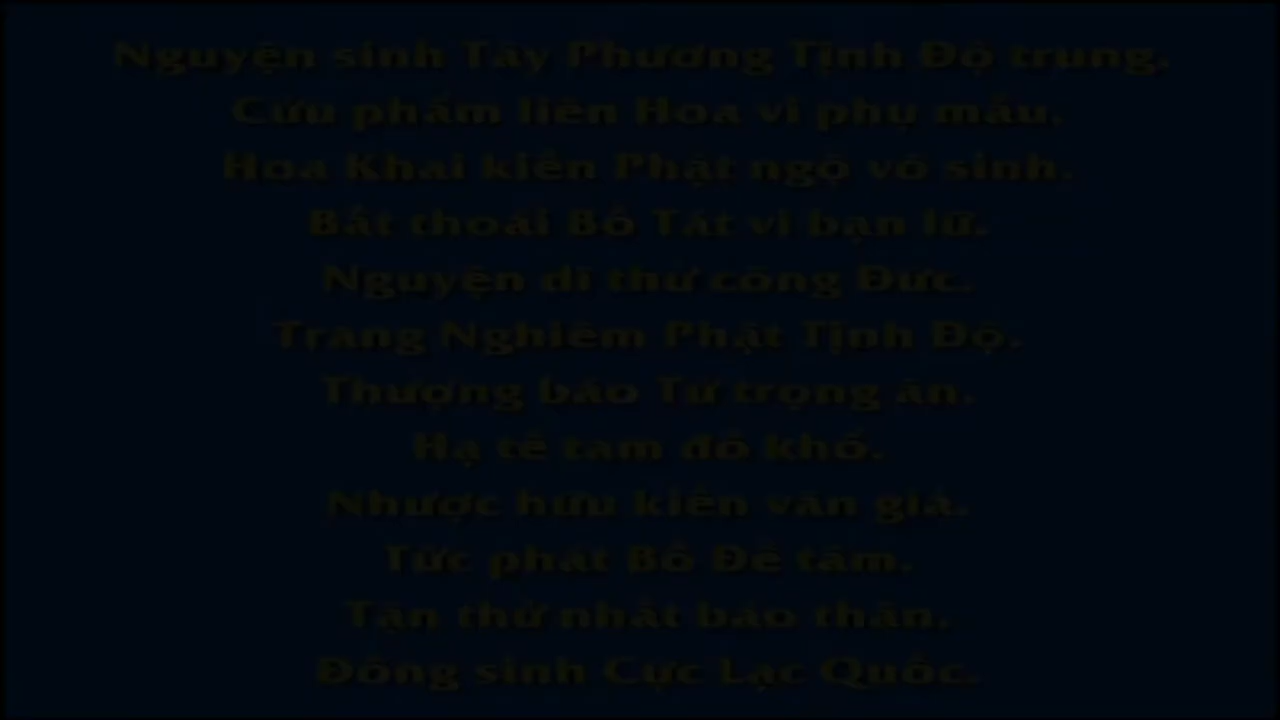 Nguyện sinh Tây Phương Tịnh Độ trung.
Cửu phẩm liên Hoa vi phụ mẫu.
Hoa Khai kiến Phật ngộ vô sinh.
Bất thoái Bồ Tát vi bạn lữ.
Nguyện dĩ thử công Đức.
Trang Nghiêm Phật Tịnh Độ.
Thượng báo Tứ trọng ân.
Hạ tế tam đồ khổ.
Nhược hữu kiến văn giả.
Tức phát Bồ Đề tâm.
Tận thử nhất báo thân.
Đồng sinh Cực Lạc Quốc.